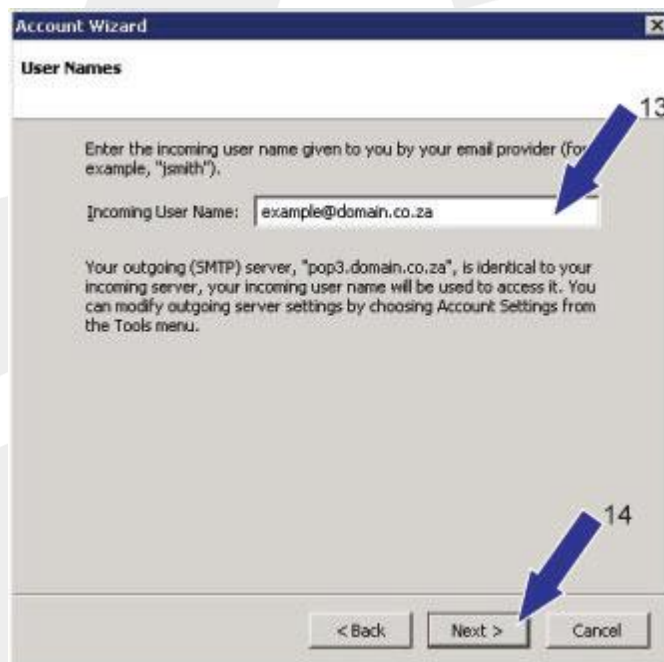 Account Wizard
User Names
13
Enter the incoming user name given to you by your email provider (for
example, "jsmith").
Incoming User Name: example@domain.co.za
Your outgoing (SMTP) server, "pop3.domain.co.za", is identical to your
incoming server, your incoming user name will be used to access it. You
can modify outgoing server settings by choosing Account Settings from
the Tools menu.
14
< Back Next > Cancel